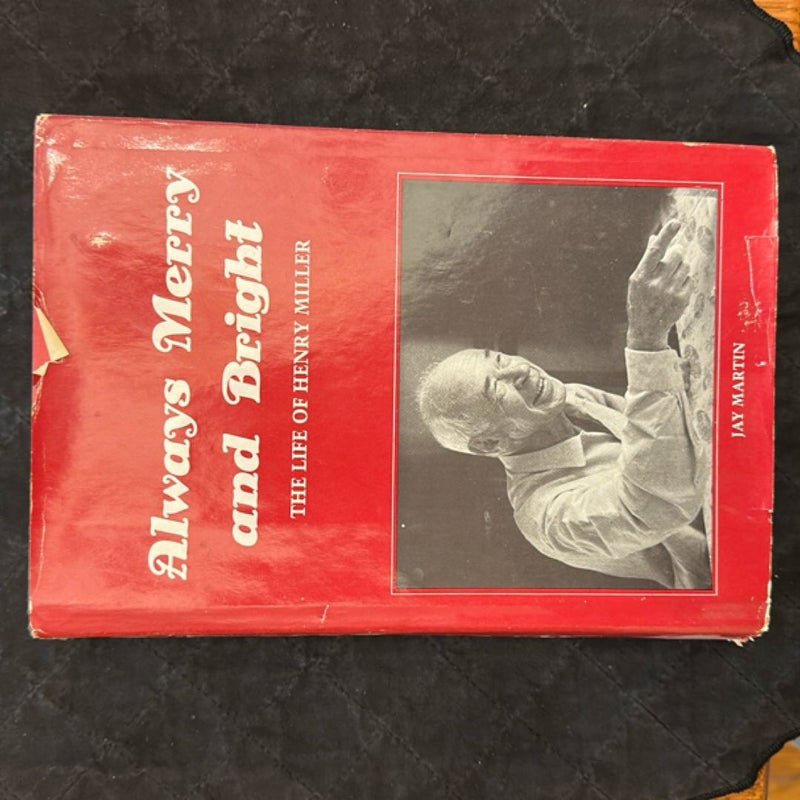 Always Merry
and Bright
THE LIFE OF HENRY MILLER
JAY MARTIN